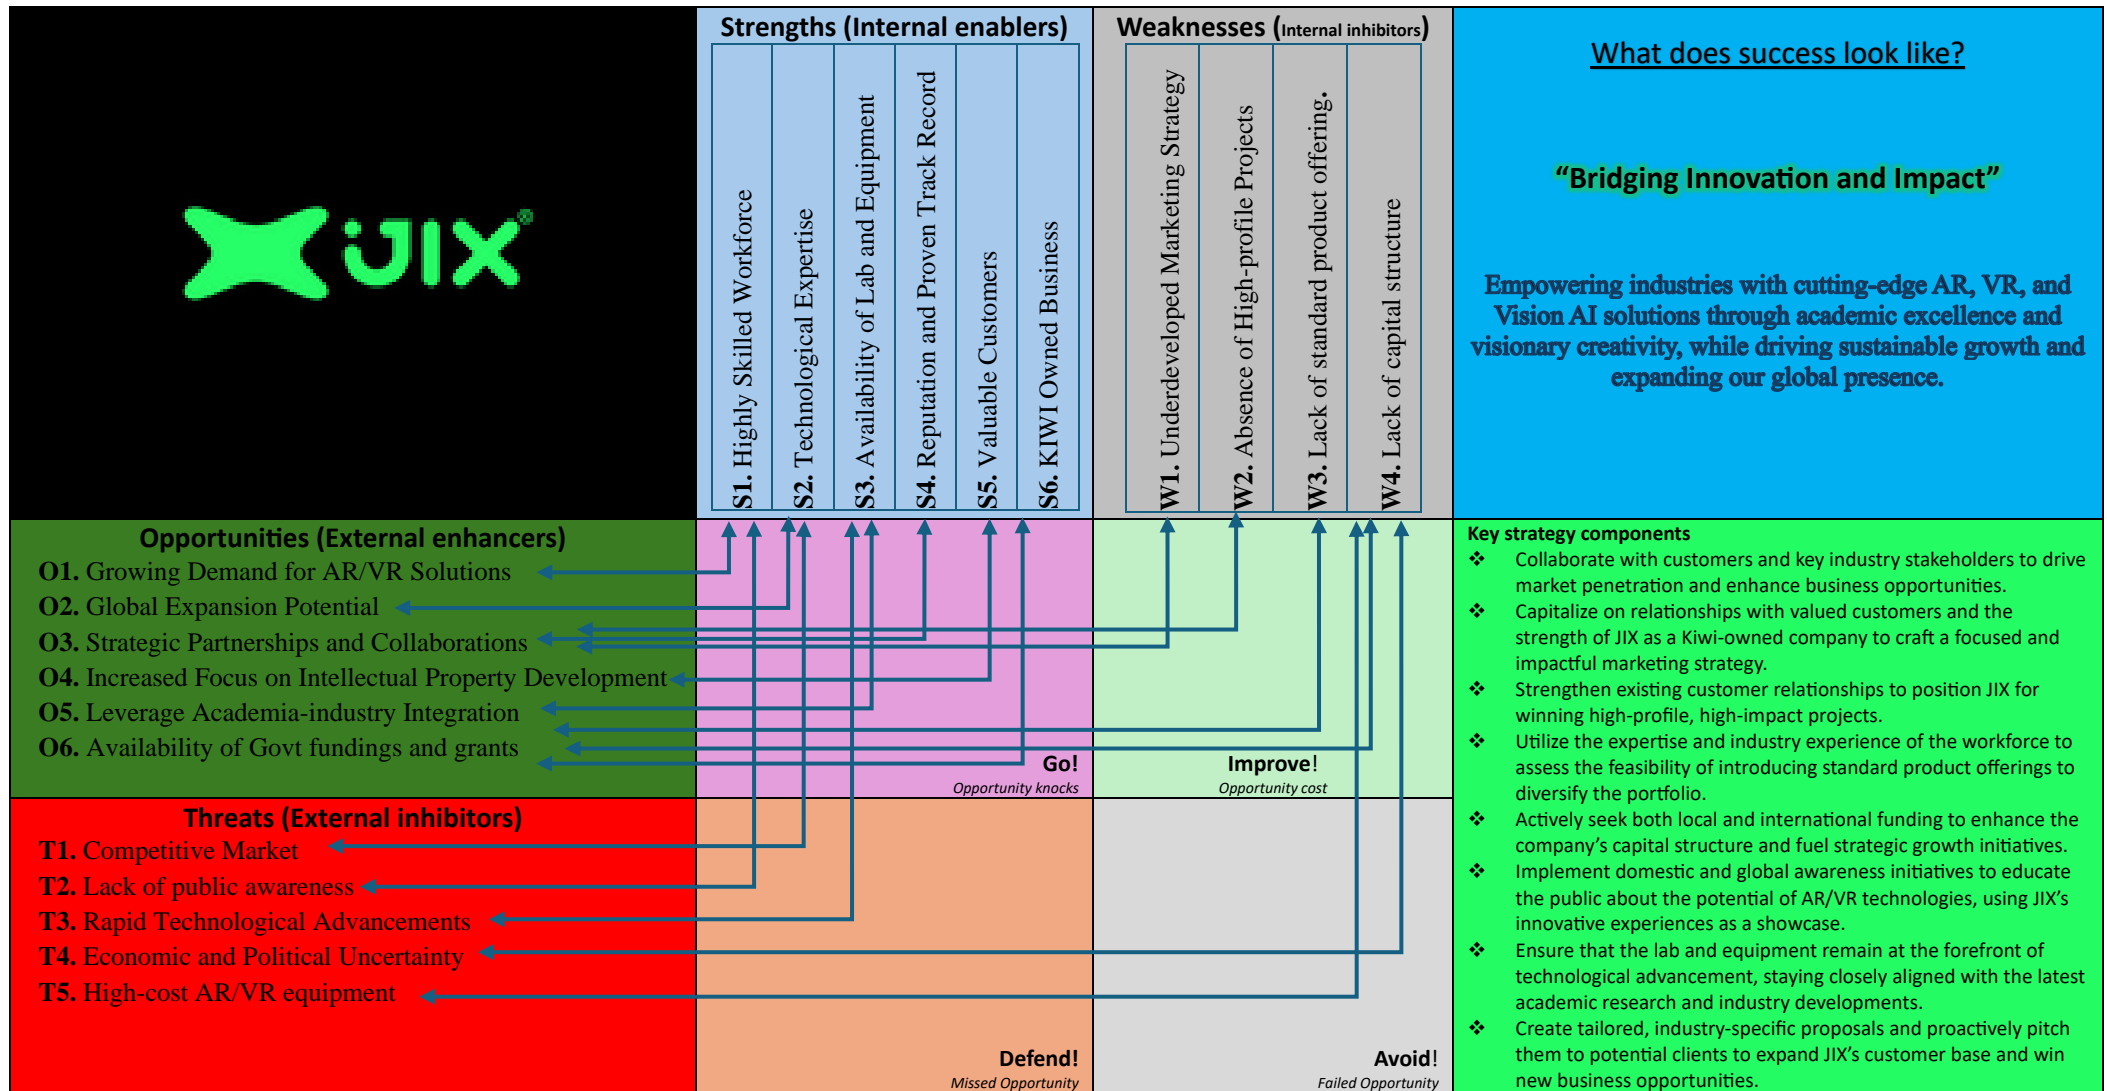 JIX®
Strengths (Internal enablers)
S1. Highly Skilled Workforce
S2. Technological Expertise
S3. Availability of Lab and Equipment
S4. Reputation and Proven Track Record
S5. Valuable Customers
S6. KIWI Owned Business
Weaknesses (Internal inhibitors)
W1. Underdeveloped Marketing Strategy
W2. Absence of High-profile Projects
W3. Lack of standard product offering.
W4. Lack of capital structure
What does success look like?
“Bridging Innovation and Impact”
Empowering industries with cutting-edge AR, VR, and
Vision AI solutions through academic excellence and
visionary creativity, while driving sustainable growth and
expanding our global presence.
Opportunities (External enhancers)
O1. Growing Demand for AR/VR Solutions
O2. Global Expansion Potential
O3. Strategic Partnerships and Collaborations
O4. Increased Focus on Intellectual Property Development
O5. Leverage Academia-industry Integration
O6. Availability of Govt fundings and grants
Go!
Opportunity knocks
Improve!
Opportunity cost
Key strategy components
❖ Collaborate with customers and key industry stakeholders to drive
market penetration and enhance business opportunities.
❖ Capitalize on relationships with valued customers and the
strength of JIX as a Kiwi-owned company to craft a focused and
impactful marketing strategy.
❖ Strengthen existing customer relationships to position JIX for
winning high-profile, high-impact projects.
❖ Utilize the expertise and industry experience of the workforce to
assess the feasibility of introducing standard product offerings to
diversify the portfolio.
❖ Actively seek both local and international funding to enhance the
company’s capital structure and fuel strategic growth initiatives.
❖ Implement domestic and global awareness initiatives to educate
the public about the potential of AR/VR technologies, using JIX’s
innovative experiences as a showcase.
❖ Ensure that the lab and equipment remain at the forefront of
technological advancement, staying closely aligned with the latest
academic research and industry developments.
❖ Create tailored, industry-specific proposals and proactively pitch
them to potential clients to expand JIX’s customer base and win
new business opportunities.
Threats (External inhibitors)
T1. Competitive Market
T2. Lack of public awareness
T3. Rapid Technological Advancements
T4. Economic and Political Uncertainty
T5. High-cost AR/VR equipment
Defend!
Missed Opportunity
Avoid!
Failed Opportunity